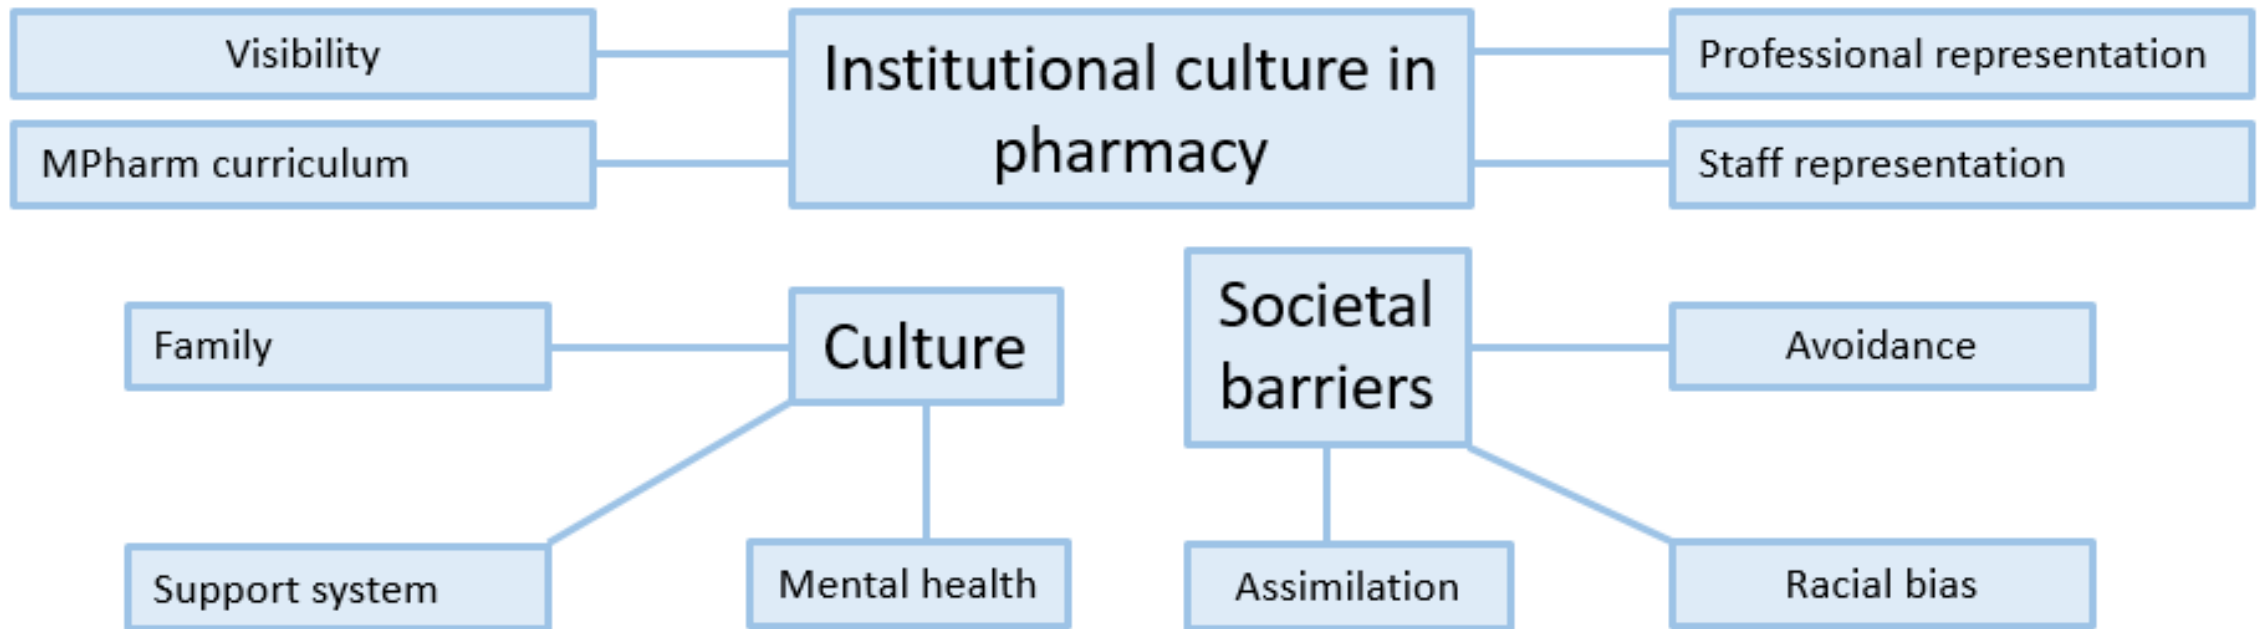 Visibility
MPharm curriculum
Institutional culture in
pharmacy
Professional representation
Staff representation
Family
Culture
Support system
Mental health
Societal
barriers
Avoidance
Assimilation
Racial bias